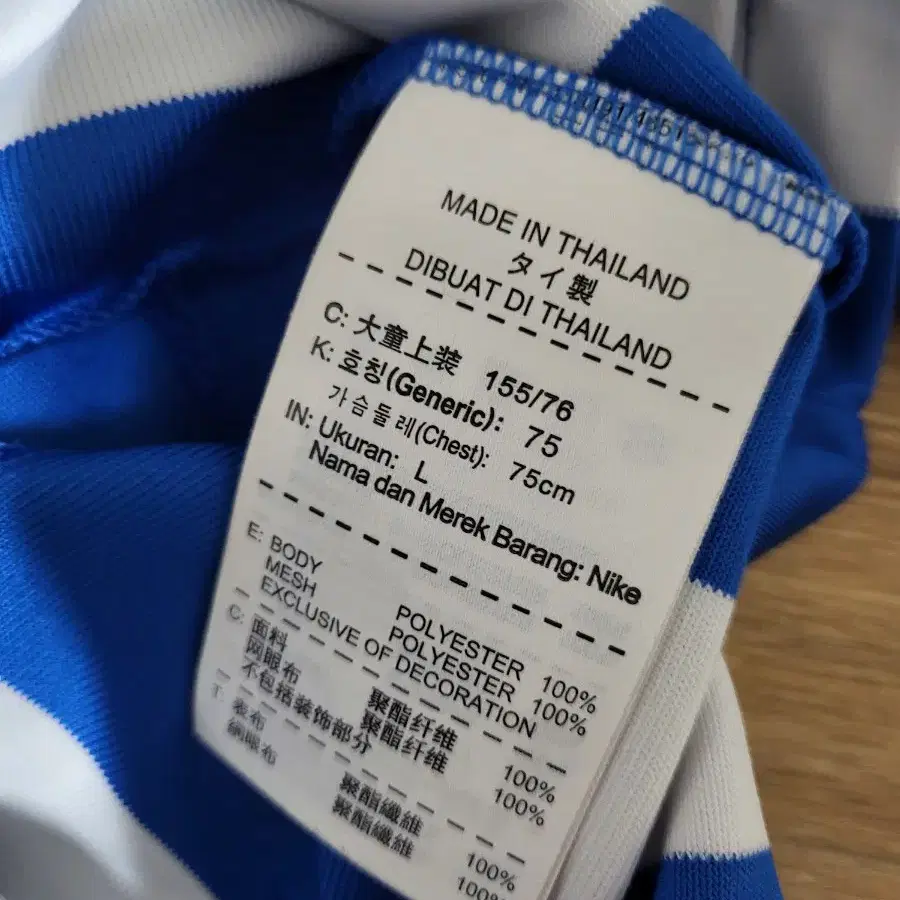 MADE IN THAILAND
タイ製
DIBUAT DI THAILAND
C: 大童上装 155/76
K: 호칭(Generic): 75
가슴둘레(Chest): 75cm
IN: Ukuran: L
Nama dan Merek Barang: Nike
E: BODY POLYESTER 100%
MESH POLYESTER 100%
EXCLUSIVE OF DECORATION
C: 面料 聚酯纤维 100%
网眼布 聚酯纤维 100%
不包括装饰部分
T: 表布 聚酯纖維 100%
網眼布 聚酯纖維 100%